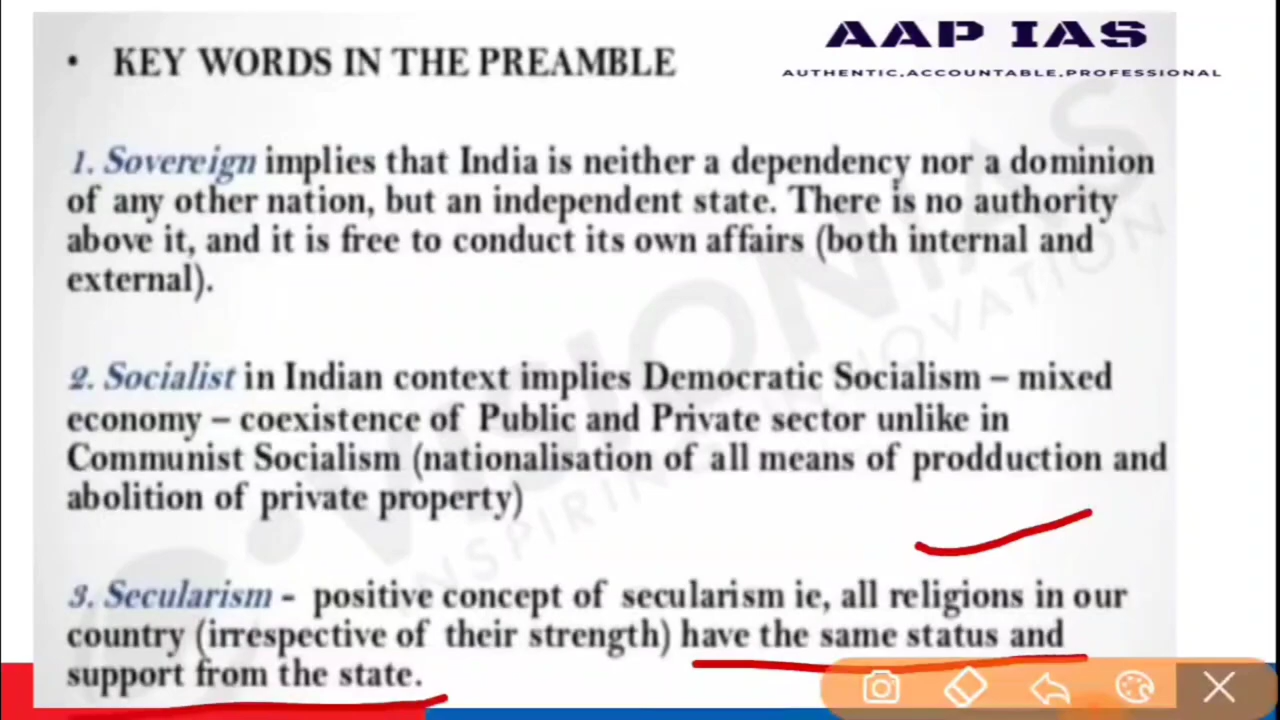 AAP IAS
AUTHENTIC.ACCOUNTABLE.PROFESSIONAL
• KEY WORDS IN THE PREAMBLE
1. Sovereign implies that India is neither a dependency nor a dominion
of any other nation, but an independent state. There is no authority
above it, and it is free to conduct its own affairs (both internal and
external).
2. Socialist in Indian context implies Democratic Socialism – mixed
economy – coexistence of Public and Private sector unlike in
Communist Socialism (nationalisation of all means of prodduction and
abolition of private property)
3. Secularism - positive concept of secularism ie, all religions in our
country (irrespective of their strength) have the same status and
support from the state.
VISIONIAS
INSPIRING INNOVATION